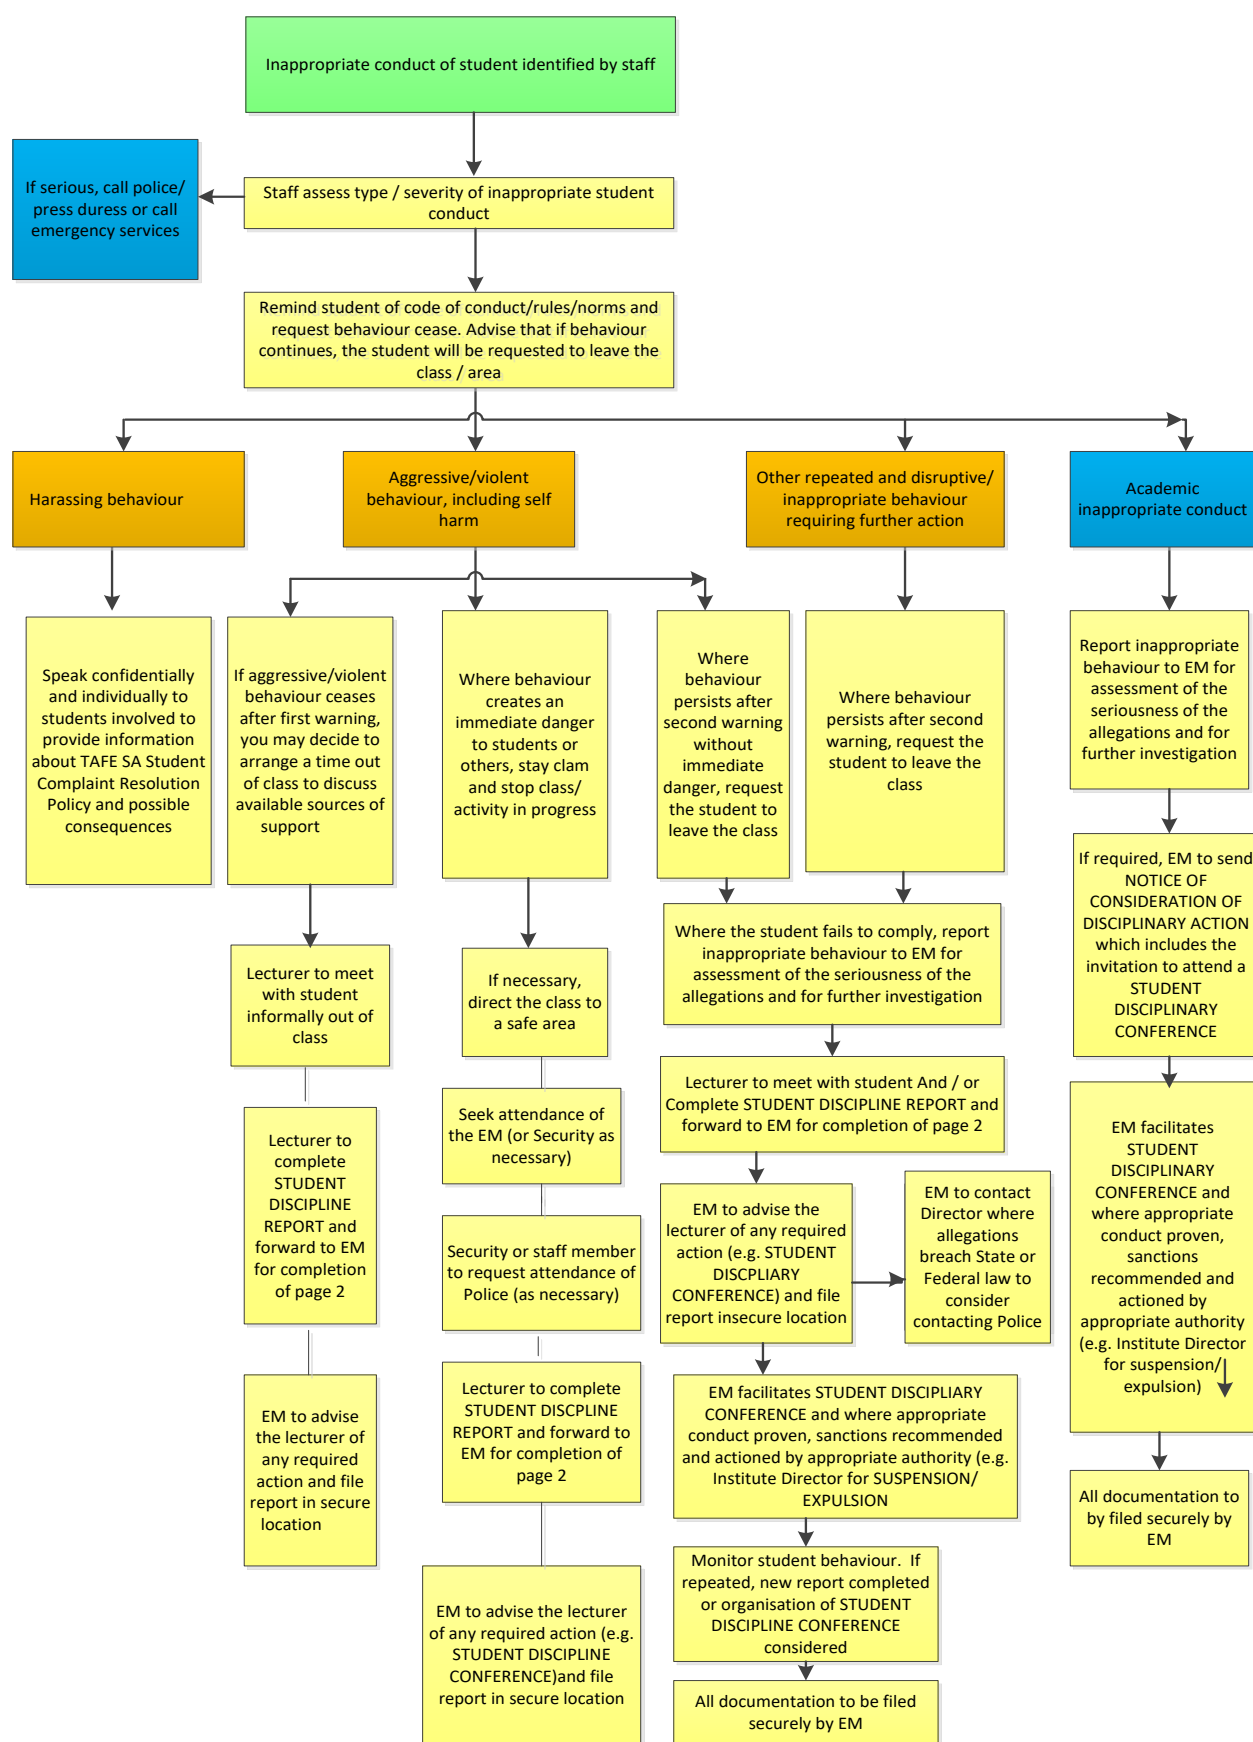 Inappropriate conduct of student identified by staff
If serious, call police/
press duress or call
emergency services
Staff assess type / severity of inappropriate student
conduct
Remind student of code of conduct/rules/norms and
request behaviour cease. Advise that if behaviour
continues, the student will be requested to leave the
class / area
Harassing behaviour
Aggressive/violent
behaviour, including self
harm
Other repeated and disruptive/
inappropriate behaviour
requiring further action
Academic
inappropriate conduct
Speak confidentially
and individually to
students involved to
provide information
about TAFE SA Student
Complaint Resolution
Policy and possible
consequences
If aggressive/violent
behaviour ceases
after first warning,
you may decide to
arrange a time out
of class to discuss
available sources of
support
Where behaviour
creates an
immediate danger
to students or
others, stay clam
and stop class/
activity in progress
Where
behaviour
persists after
second warning
without
immediate
danger, request
the student to
leave the class
Where behaviour
persists after second
warning, request the
student to leave the
class
Report inappropriate
behaviour to EM for
assessment of the
seriousness of the
allegations and for
further investigation
If required, EM to send
NOTICE OF
CONSIDERATION OF
DISCIPLINARY ACTION
which includes the
invitation to attend a
STUDENT
DISCIPLINARY
CONFERENCE
Where the student fails to comply, report
inappropriate behaviour to EM for
assessment of the seriousness of the
allegations and for further investigation
Lecturer to meet
with student
informally out of
class
If necessary,
direct the class to
a safe area
Lecturer to meet with student And / or
Complete STUDENT DISCIPLINE REPORT and
forward to EM for completion of page 2
Seek attendance of
the EM (or Security as
necessary)
Lecturer to
complete
STUDENT
DISCIPLINE
REPORT and
forward to EM
for completion
of page 2
EM facilitates
STUDENT
DISCIPLINARY
CONFERENCE and
where appropriate
conduct proven,
sanctions
recommended and
actioned by
appropriate authority
(e.g. Institute Director
for suspension/
expulsion)
EM to advise the
lecturer of any required
action (e.g. STUDENT
DISCPLIARY
CONFERENCE) and file
report insecure location
EM to contact
Director where
allegations
breach State or
Federal law to
consider
contacting Police
Security or staff member
to request attendance of
Police (as necessary)
EM to advise
the lecturer of
any required
action and file
report in secure
location
Lecturer to complete
STUDENT DISCPLINE
REPORT and forward to
EM for completion of
page 2
EM facilitates STUDENT DISCIPLIARY
CONFERENCE and where appropriate
conduct proven, sanctions recommended
and actioned by appropriate authority (e.g.
Institute Director for SUSPENSION/
EXPULSION
All documentation to
by filed securely by
EM
Monitor student behaviour.  If
repeated, new report completed
or organisation of STUDENT
DISCIPLINE CONFERENCE
considered
EM to advise the lecturer
of any required action (e.g.
STUDENT DISCIPLINE
CONFERENCE)and file
report in secure location
All documentation to be filed
securely by EM